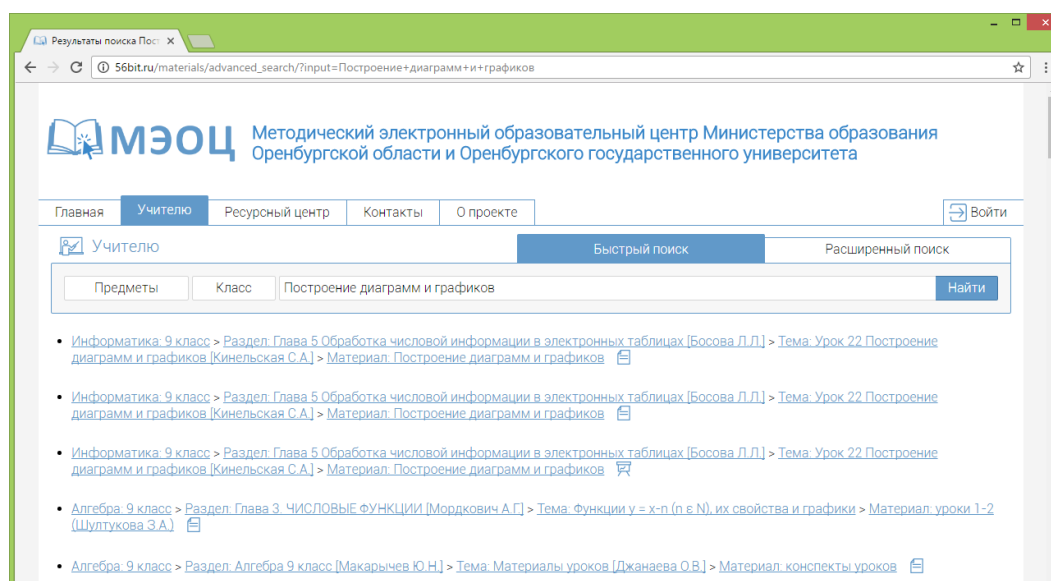 Результаты поиска Пост
56bit.ru/materials/advanced_search/?input=Построение+диаграмм+и+графиков
МЭОЦ
Методический электронный образовательный центр Министерства образования
Оренбургской области и Оренбургского государственного университета
Главная Учителю Ресурсный центр Контакты О проекте Войти
Учителю Быстрый поиск Расширенный поиск
Предметы Класс Построение диаграмм и графиков Найти
Информатика: 9 класс > Раздел: Глава 5 Обработка числовой информации в электронных таблицах [Босова Л.Л.] > Тема: Урок 22 Построение
диаграмм и графиков [Кинельская С.А.] > Материал: Построение диаграмм и графиков
Информатика: 9 класс > Раздел: Глава 5 Обработка числовой информации в электронных таблицах [Босова Л.Л.] > Тема: Урок 22 Построение
диаграмм и графиков [Кинельская С.А.] > Материал: Построение диаграмм и графиков
Информатика: 9 класс > Раздел: Глава 5 Обработка числовой информации в электронных таблицах [Босова Л.Л.] > Тема: Урок 22 Построение
диаграмм и графиков [Кинельская С.А.] > Материал: Построение диаграмм и графиков
Алгебра: 9 класс > Раздел: Глава 3. ЧИСЛОВЫЕ ФУНКЦИИ [Мордкович А.Г.] > Тема: Функции y = x-n (n ε N), их свойства и графики > Материал: уроки 1-2
(Шултукова З.А.)
Алгебра: 9 класс > Раздел: Алгебра 9 класс [Макарычев Ю.Н.] > Тема: Материалы уроков [Джанаева О.В.] > Материал: конспекты уроков